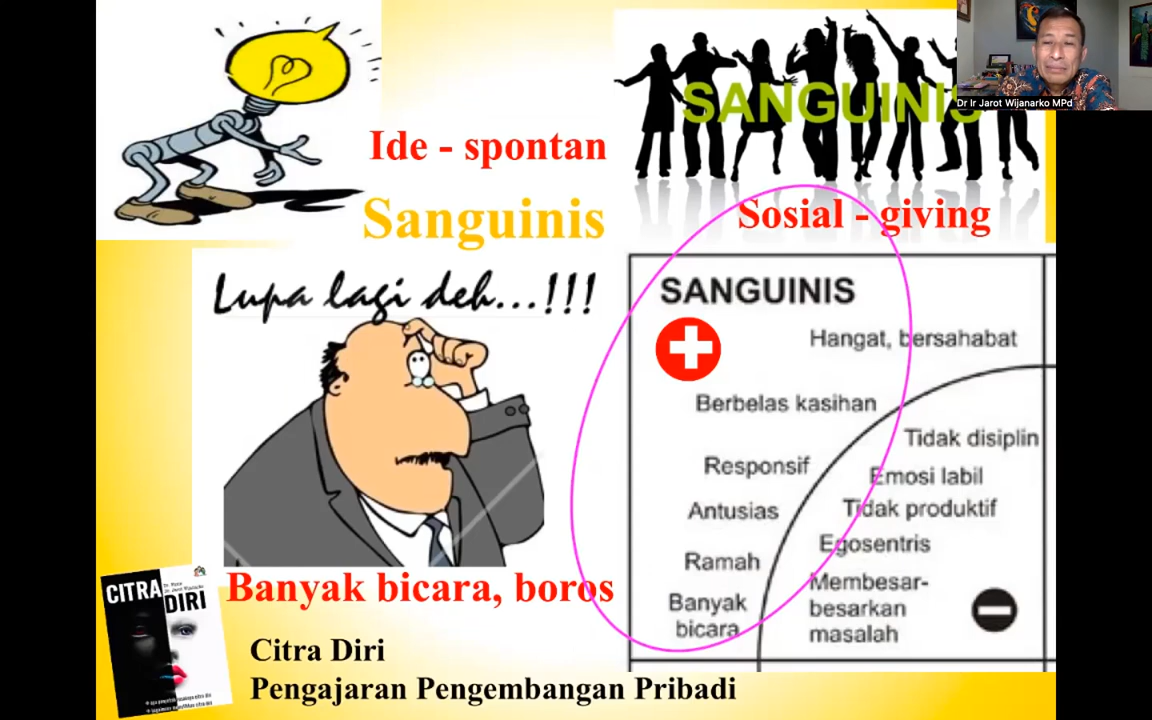 SANGUINIS
Dr Ir Jarot Wijanarko MPd
Ide - spontan
Sanguinis
Sosial - giving
Lupa lagi deh...!!!
SANGUINIS
Hangat, bersahabat
Berbelas kasihan
Tidak disiplin
Responsif
Emosi labil
Antusias
Tidak produktif
Egosentris
Ramah
Membesar-
besarkan
masalah
Banyak
bicara
Banyak bicara, boros
CITRA
DIRI
Citra Diri
Pengajaran Pengembangan Pribadi